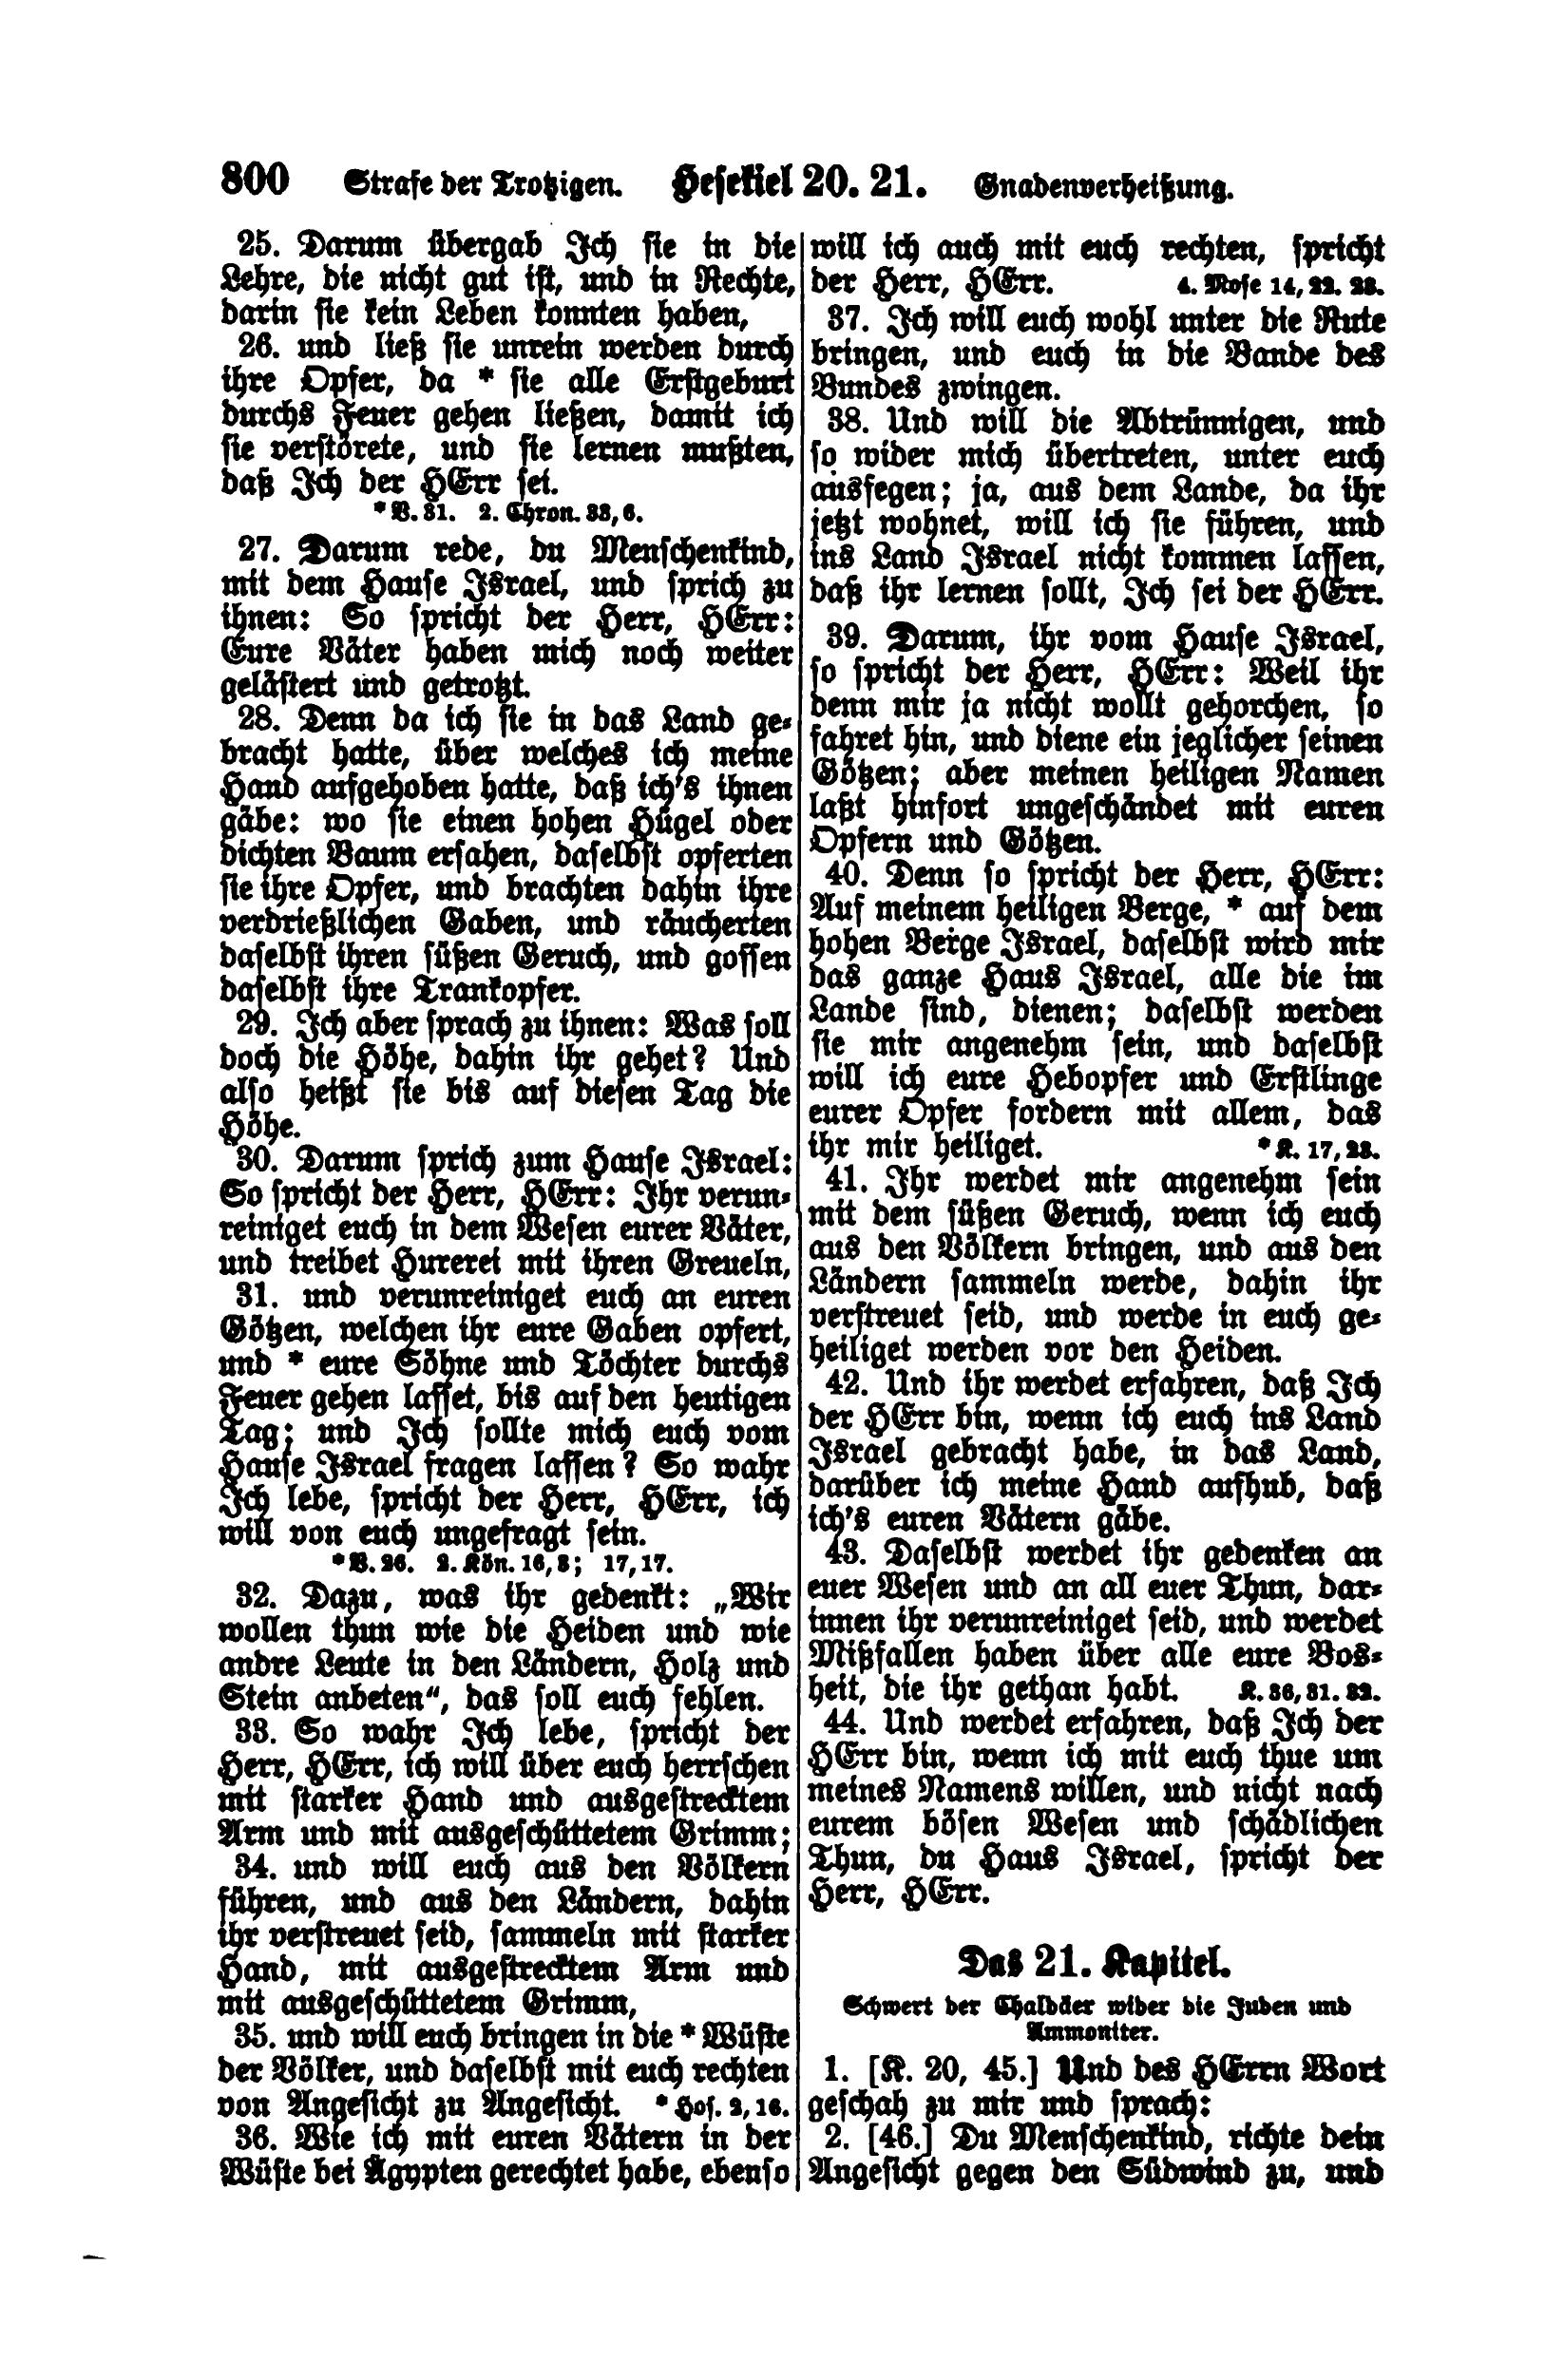 800 Strafe der Trotzigen. Hesekiel 20. 21. Gnadenverheißung.
25. Darum übergab Ich sie in die
Lehre, die nicht gut ist, und in Rechte,
darin sie kein Leben konnten haben,
26. und ließ sie unrein werden durch
ihre Opfer, da * sie alle Erstgeburt
durchs Feuer gehen ließen, damit ich
sie verstörete, und sie lernen mußten,
daß Ich der HErr sei.
*V. 31. 2. Chron. 33, 6.
27. Darum rede, du Menschenkind,
mit dem Hause Israel, und sprich zu
ihnen: So spricht der Herr, HErr:
Eure Väter haben mich noch weiter
gelästert und getrotzt.
28. Denn da ich sie in das Land ge-
bracht hatte, über welches ich meine
Hand aufgehoben hatte, daß ich's ihnen
gäbe: wo sie einen hohen Hügel oder
dichten Baum ersahen, daselbst opferten
sie ihre Opfer, und brachten dahin ihre
verdrießlichen Gaben, und räucherten
daselbst ihren süßen Geruch, und gossen
daselbst ihre Trankopfer.
29. Ich aber sprach zu ihnen: Was soll
doch die Höhe, dahin ihr gehet? Und
also heißt sie bis auf diesen Tag die
Höhe.
30. Darum sprich zum Hause Israel:
So spricht der Herr, HErr: Ihr verun-
reiniget euch in dem Wesen eurer Väter,
und treibet Hurerei mit ihren Greueln,
31. und verunreiniget euch an euren
Götzen, welchen ihr eure Gaben opfert,
und * eure Söhne und Töchter durchs
Feuer gehen lasset, bis auf den heutigen
Tag; und Ich sollte mich euch vom
Hause Israel fragen lassen? So wahr
Ich lebe, spricht der Herr, HErr, ich
will von euch ungefragt sein.
*V. 26. 2. Kön. 16, 3; 17, 17.
32. Dazu, was ihr gedenkt: „Wir
wollen thun wie die Heiden und wie
andre Leute in den Ländern, Holz und
Stein anbeten“, das soll euch fehlen.
33. So wahr Ich lebe, spricht der
Herr, HErr, ich will über euch herrschen
mit starker Hand und ausgestrecktem
Arm und mit ausgeschüttetem Grimm;
34. und will euch aus den Völkern
führen, und aus den Ländern, dahin
ihr verstreuet seid, sammeln mit starker
Hand, mit ausgestrecktem Arm und
mit ausgeschüttetem Grimm,
35. und will euch bringen in die * Wüste
der Völker, und daselbst mit euch rechten
von Angesicht zu Angesicht. * Hos. 2, 16.
36. Wie ich mit euren Vätern in der
Wüste bei Ägypten gerechtet habe, ebenso
will ich auch mit euch rechten, spricht
der Herr, HErr. 4. Mose 14, 22. 23.
37. Ich will euch wohl unter die Rute
bringen, und euch in die Bande des
Bundes zwingen.
38. Und will die Abtrünnigen, und
so wider mich übertreten, unter euch
ausfegen; ja, aus dem Lande, da ihr
jetzt wohnet, will ich sie führen, und
ins Land Israel nicht kommen lassen,
daß ihr lernen sollt, Ich sei der HErr.
39. Darum, ihr vom Hause Israel,
so spricht der Herr, HErr: Weil ihr
denn mir ja nicht wollt gehorchen, so
fahret hin, und diene ein jeglicher seinen
Götzen; aber meinen heiligen Namen
laßt hinfort ungeschändet mit euren
Opfern und Götzen.
40. Denn so spricht der Herr, HErr:
Auf meinem heiligen Berge, * auf dem
hohen Berge Israel, daselbst wird mir
das ganze Haus Israel, alle die im
Lande sind, dienen; daselbst werden
sie mir angenehm sein, und daselbst
will ich eure Hebopfer und Erstlinge
eurer Opfer fordern mit allem, das
ihr mir heiliget. * K. 17, 23.
41. Ihr werdet mir angenehm sein
mit dem süßen Geruch, wenn ich euch
aus den Völkern bringen, und aus den
Ländern sammeln werde, dahin ihr
verstreuet seid, und werde in euch ge-
heiliget werden vor den Heiden.
42. Und ihr werdet erfahren, daß Ich
der HErr bin, wenn ich euch ins Land
Israel gebracht habe, in das Land,
darüber ich meine Hand aufhub, daß
ich's euren Vätern gäbe.
43. Daselbst werdet ihr gedenken an
euer Wesen und an all euer Thun, dar-
innen ihr verunreiniget seid, und werdet
Mißfallen haben über alle eure Bos-
heit, die ihr gethan habt. K. 36, 31. 32.
44. Und werdet erfahren, daß Ich der
HErr bin, wenn ich mit euch thue um
meines Namens willen, und nicht nach
eurem bösen Wesen und schädlichen
Thun, du Haus Israel, spricht der
Herr, HErr.
Das 21. Kapitel.
Schwert der Chaldäer wider die Juden und
Ammoniter.
1. [K. 20, 45.] Und des HErrn Wort
geschah zu mir und sprach:
2. [46.] Du Menschenkind, richte dein
Angesicht gegen den Südwind zu, und